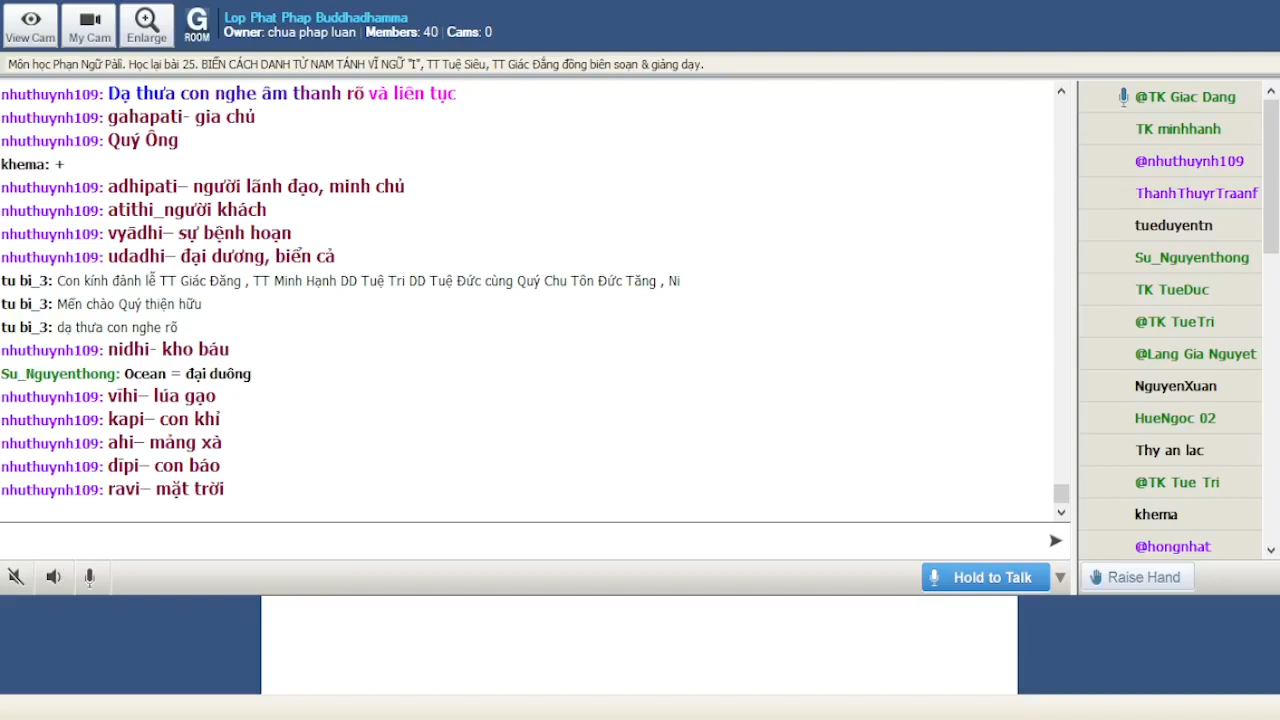 View Cam
My Cam
Enlarge
G
ROOM
Lop Phat Phap Buddhadhamma
Owner: chua phap luan | Members: 40 | Cams: 0
Môn học Phạn Ngữ Pāli. Học lại bài 25. BIẾN CÁCH DANH TỪ NAM TÁNH VĨ NGỮ "I", TT Tuệ Siêu, TT Giác Đẳng đồng biên soạn & giảng dạy.
nhuthuynh109: Dạ thưa con nghe âm thanh rõ và liên tục
nhuthuynh109: gahapati- gia chủ
nhuthuynh109: Quý Ông
khema: +
nhuthuynh109: adhipati– người lãnh đạo, minh chủ
nhuthuynh109: atithi_người khách
nhuthuynh109: vyādhi– sự bệnh hoạn
nhuthuynh109: udadhi– đại dương, biển cả
tu bi_3: Con kính đảnh lễ TT Giác Đăng , TT Minh Hạnh DD Tuệ Tri DD Tuệ Đức cùng Quý Chu Tôn Đức Tăng , Ni
tu bi_3: Mến chào Quý thiện hữu
tu bi_3: dạ thưa con nghe rõ
nhuthuynh109: nidhi- kho báu
Su_Nguyenthong: Ocean = đại duông
nhuthuynh109: vīhi– lúa gạo
nhuthuynh109: kapi– con khỉ
nhuthuynh109: ahi– mảng xà
nhuthuynh109: dīpi– con báo
nhuthuynh109: ravi– mặt trời
@TK Giac Dang
TK minhhanh
@nhuthuynh109
ThanhThuyrTraanf
tueduyentn
Su_Nguyenthong
TK TueDuc
@TK TueTri
@Lang Gia Nguyet
NguyenXuan
HueNgoc 02
Thy an lac
@TK Tue Tri
khema
@hongnhat
Hold to Talk
Raise Hand